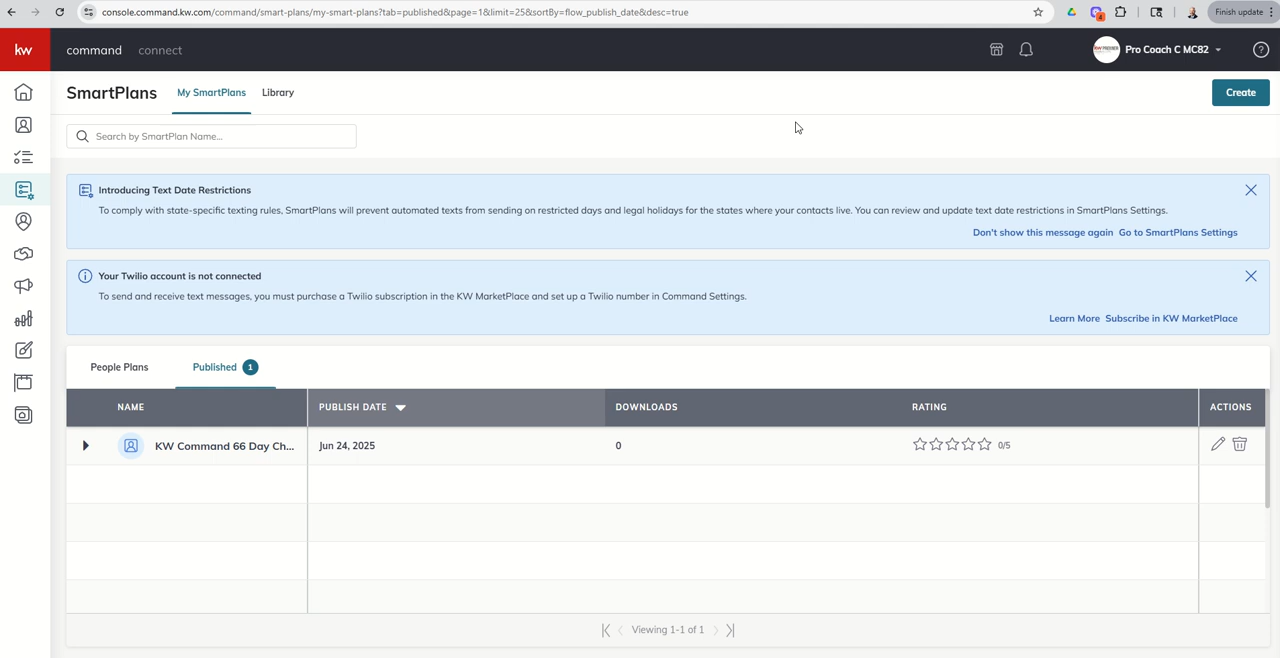 console.command.kw.com/command/smart-plans/my-smart-plans?tab=published&page=1&limit=25&sortBy=flow_publish_date&desc=true
4
Finish update
kw
command
connect
Pro Coach C MC82
SmartPlans
My SmartPlans
Library
Create
Search by SmartPlan Name...
Introducing Text Date Restrictions
To comply with state-specific texting rules, SmartPlans will prevent automated texts from sending on restricted days and legal holidays for the states where your contacts live. You can review and update text date restrictions in SmartPlans Settings.
Don't show this message again Go to SmartPlans Settings
Your Twilio account is not connected
To send and receive text messages, you must purchase a Twilio subscription in the KW MarketPlace and set up a Twilio number in Command Settings.
Learn More Subscribe in KW MarketPlace
People Plans
Published 1
NAME PUBLISH DATE DOWNLOADS RATING ACTIONS
KW Command 66 Day Ch... Jun 24, 2025 0 0/5
Viewing 1-1 of 1